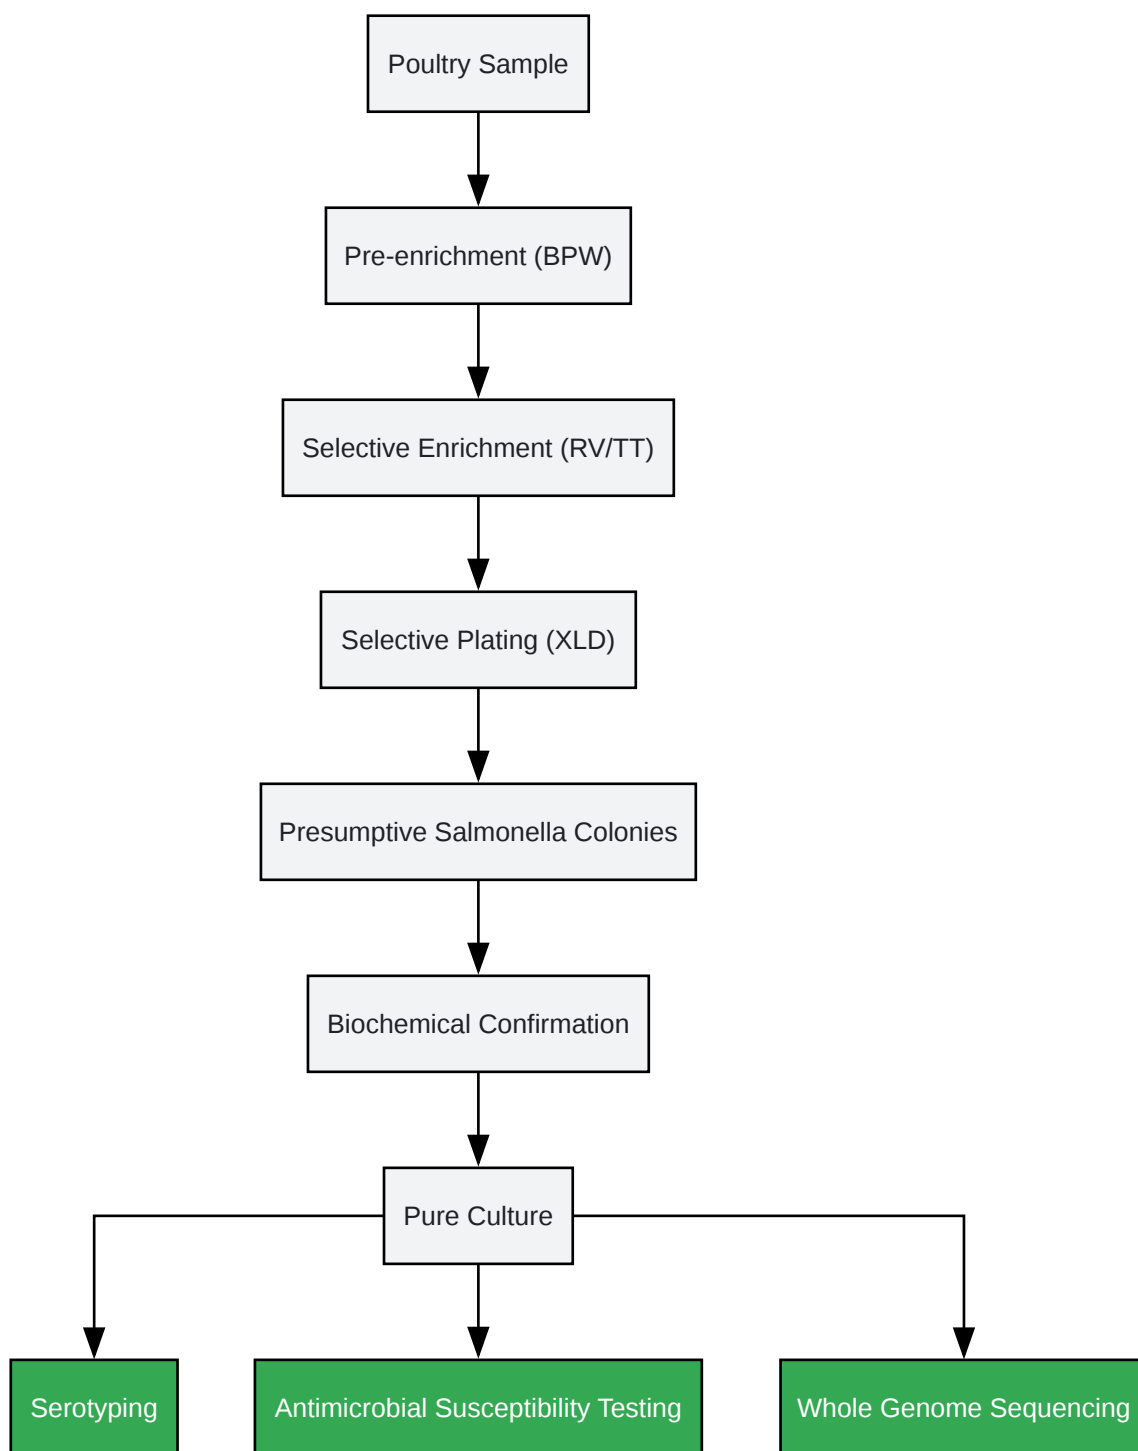 Poultry Sample
Pre-enrichment (BPW)
Selective Enrichment (RV/TT)
Selective Plating (XLD)
Presumptive Salmonella Colonies
Biochemical Confirmation
Pure Culture
Serotyping
Antimicrobial Susceptibility Testing
Whole Genome Sequencing